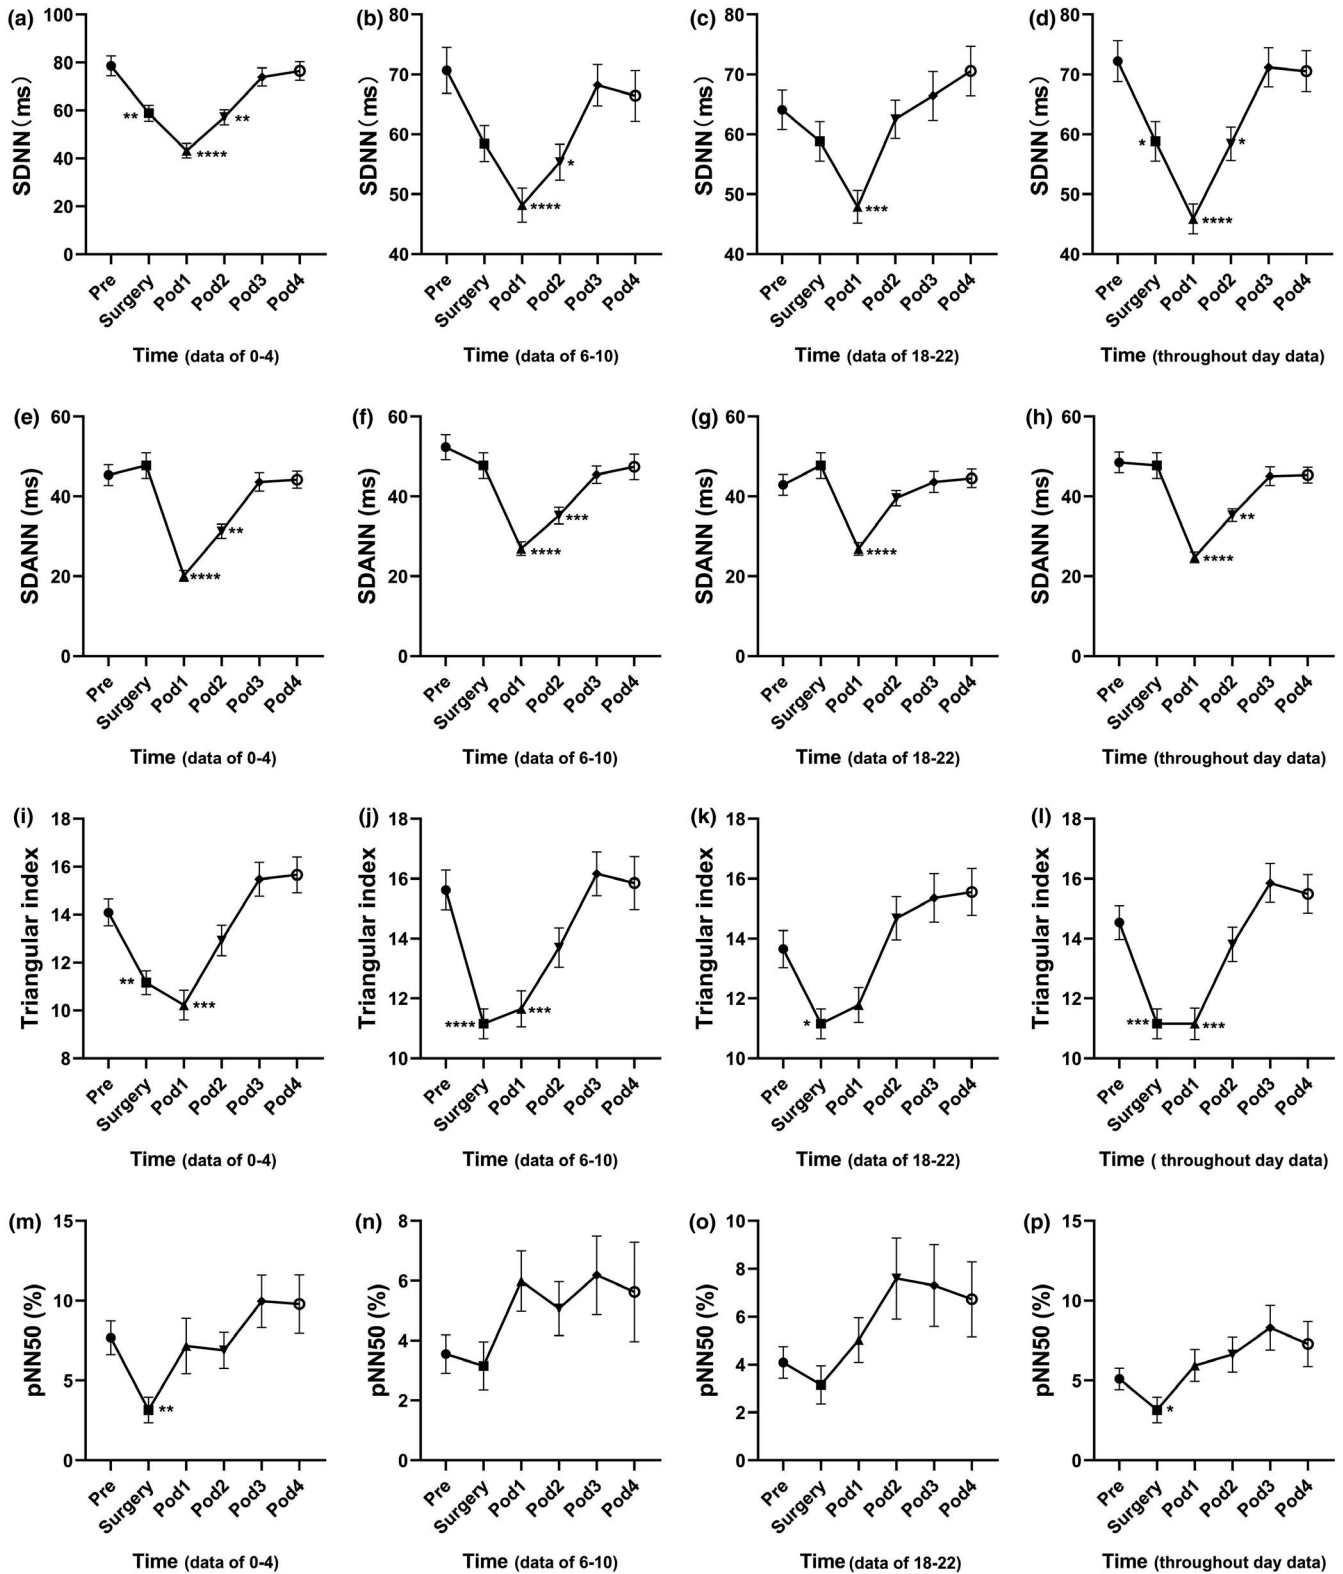 (a) (b) (c) (d)
SDNN (ms) SDNN (ms) SDNN (ms) SDNN (ms)
100 80 80 80
80 70 70 70
60 60 60 60
40 50 50 50
20 40 40 40
0
** **** ** **** * *** * **** *
Pre Surgery Pod1 Pod2 Pod3 Pod4 Pre Surgery Pod1 Pod2 Pod3 Pod4 Pre Surgery Pod1 Pod2 Pod3 Pod4 Pre Surgery Pod1 Pod2 Pod3 Pod4
Time (data of 0-4) Time (data of 6-10) Time (data of 18-22) Time (throughout day data)
(e) (f) (g) (h)
SDANN (ms) SDANN (ms) SDANN (ms) SDANN (ms)
60 60 60 60
40 40 40 40
20 20 20 20
0 0 0 0
**** ** **** *** **** **** **
Pre Surgery Pod1 Pod2 Pod3 Pod4 Pre Surgery Pod1 Pod2 Pod3 Pod4 Pre Surgery Pod1 Pod2 Pod3 Pod4 Pre Surgery Pod1 Pod2 Pod3 Pod4
Time (data of 0-4) Time (data of 6-10) Time (data of 18-22) Time (throughout day data)
(i) (j) (k) (l)
Triangular index Triangular index Triangular index Triangular index
18 18 18 18
16 16 16 16
14 14 14 14
12 12 12 12
10 10 10 10
8
** *** **** *** * *** ***
Pre Surgery Pod1 Pod2 Pod3 Pod4 Pre Surgery Pod1 Pod2 Pod3 Pod4 Pre Surgery Pod1 Pod2 Pod3 Pod4 Pre Surgery Pod1 Pod2 Pod3 Pod4
Time (data of 0-4) Time (data of 6-10) Time (data of 18-22) Time ( throughout day data)
(m) (n) (o) (p)
pNN50 (%) pNN50 (%) pNN50 (%) pNN50 (%)
15 8 10 15
10 6 8 10
5 4 6 5
0 2 4 0
0 2
0
** *
Pre Surgery Pod1 Pod2 Pod3 Pod4 Pre Surgery Pod1 Pod2 Pod3 Pod4 Pre Surgery Pod1 Pod2 Pod3 Pod4 Pre Surgery Pod1 Pod2 Pod3 Pod4
Time (data of 0-4) Time (data of 6-10) Time (data of 18-22) Time (throughout day data)